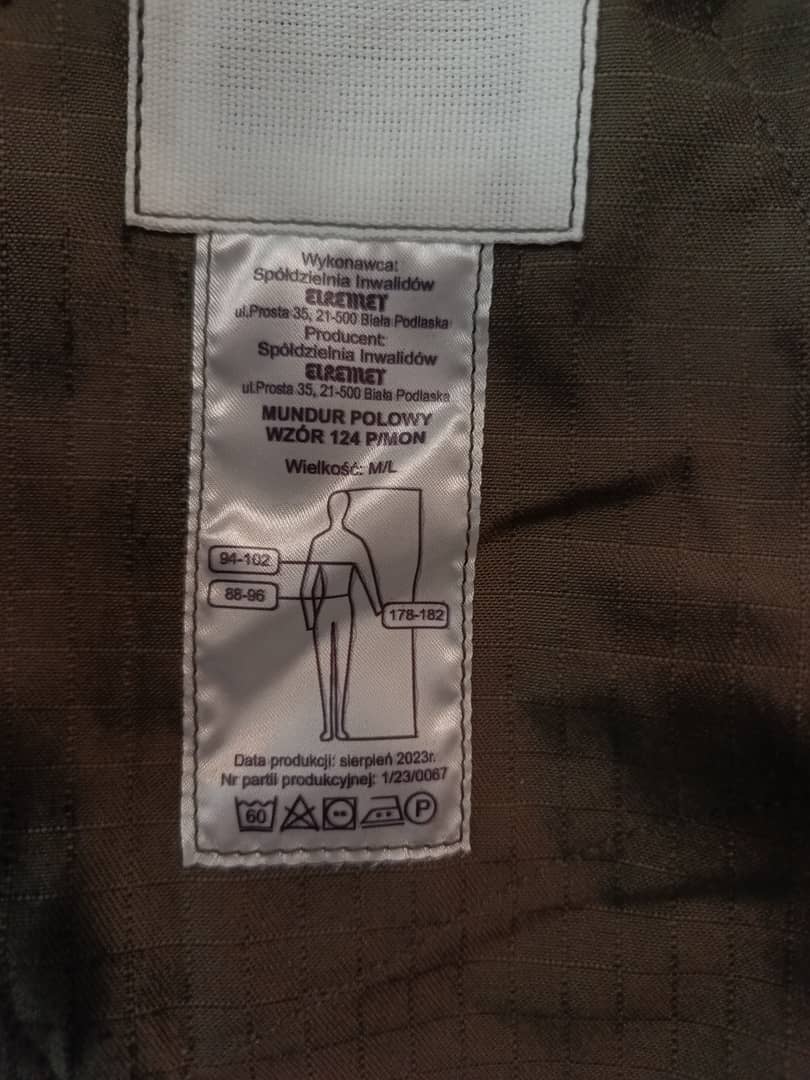 Wykonawca:
Spółdzielnia Inwalidów
ELREMET
ul.Prosta 35, 21-500 Biała Podlaska
Producent:
Spółdzielnia Inwalidów
ELREMET
ul.Prosta 35, 21-500 Biała Podlaska
MUNDUR POLOWY
WZÓR 124 P/MON
Wielkość: M/L
94-102
88-96
178-182
Data produkcji: sierpień 2023r.
Nr partii produkcyjnej: 1/23/0067
60 P